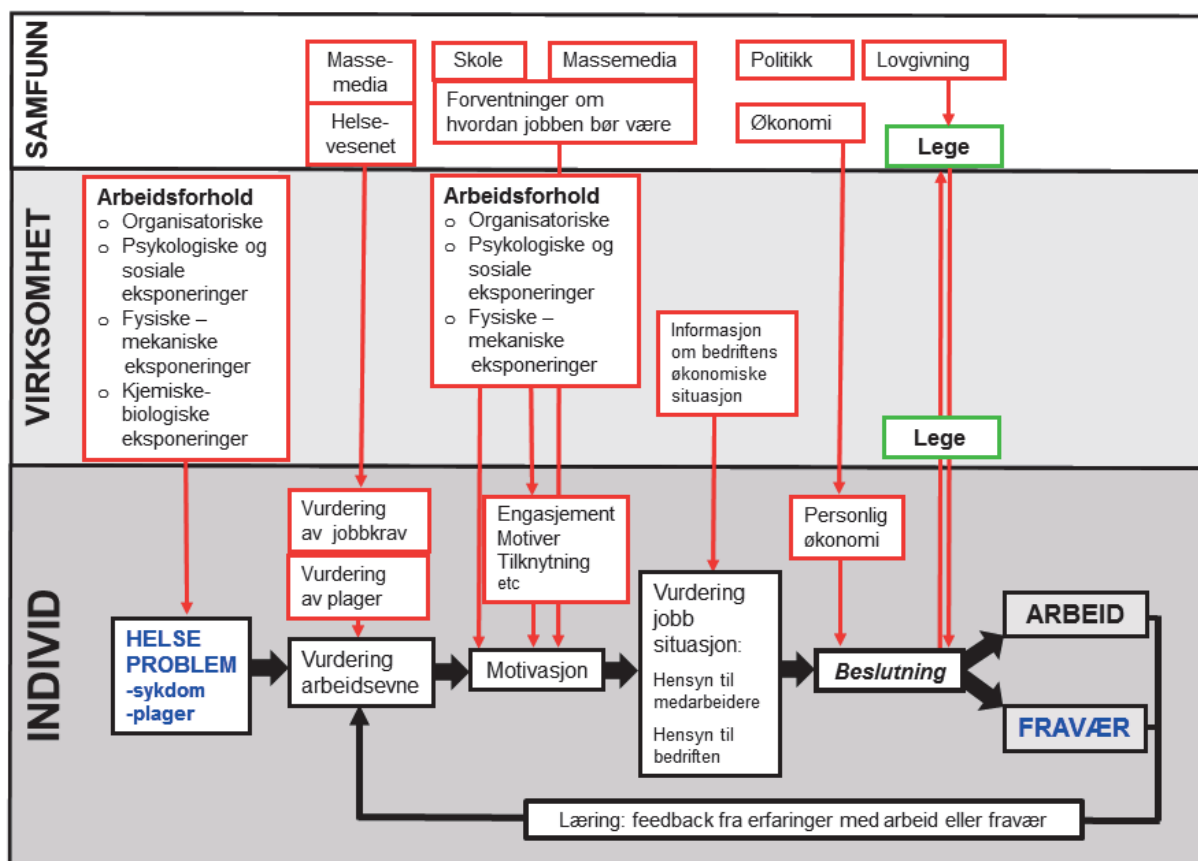 SAMFUNN
Masse-
media
Helse-
vesenet
Skole
Massemedia
Forventninger om
hvordan jobben bør være
Politikk
Lovgivning
Økonomi
Lege
VIRKSOMHET
Arbeidsforhold
o Organisatoriske
o Psykologiske og
sosiale
eksponeringer
o Fysiske –
mekaniske
eksponeringer
o Kjemiske-
biologiske
eksponeringer
Arbeidsforhold
o Organisatoriske
o Psykologiske og
sosiale
eksponeringer
o Fysiske –
mekaniske
eksponeringer
Informasjon
om bedriftens
økonomiske
situasjon
Lege
INDIVID
Vurdering
av jobbkrav
Vurdering
av plager
Engasjement
Motiver
Tilknytning
etc
Personlig
økonomi
HELSE
PROBLEM
-sykdom
-plager
Vurdering
arbeidsevne
Motivasjon
Vurdering
jobb
situasjon:
Hensyn til
medarbeidere
Hensyn til
bedriften
Beslutning
ARBEID
FRAVÆR
Læring: feedback fra erfaringer med arbeid eller fravær